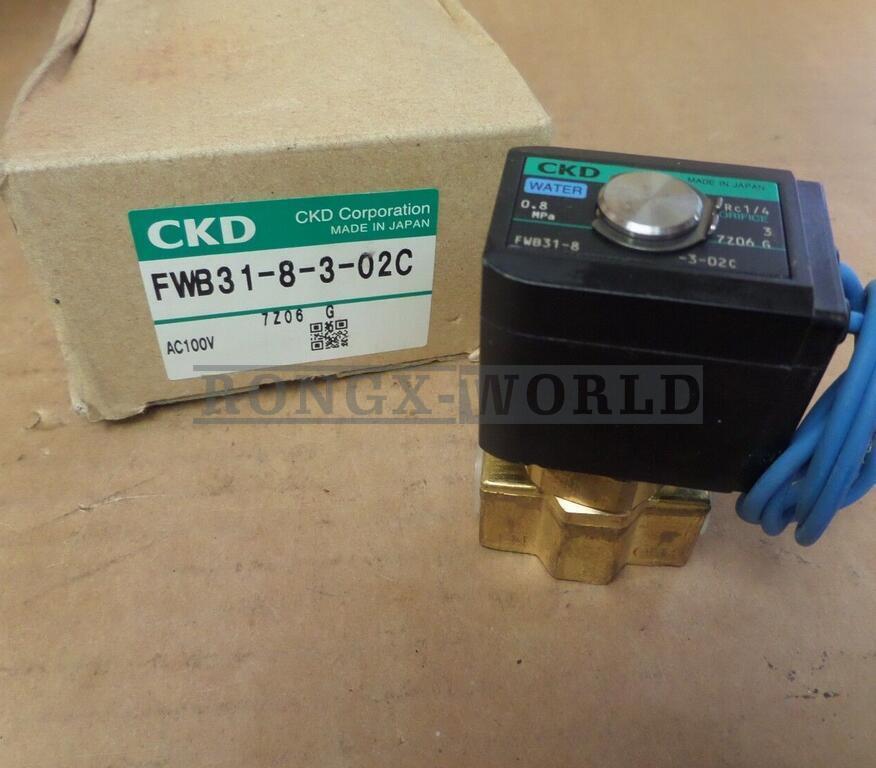 CKD
CKD Corporation
MADE IN JAPAN
FWB31-8-3-02C
7Z06 G
AC100V
CKD
MADE IN JAPAN
WATER
0.8
MPa
Rc1/4
ORIFICE
3
7Z06 G
FWB31-8
-3-02C
RONGX-WORLD